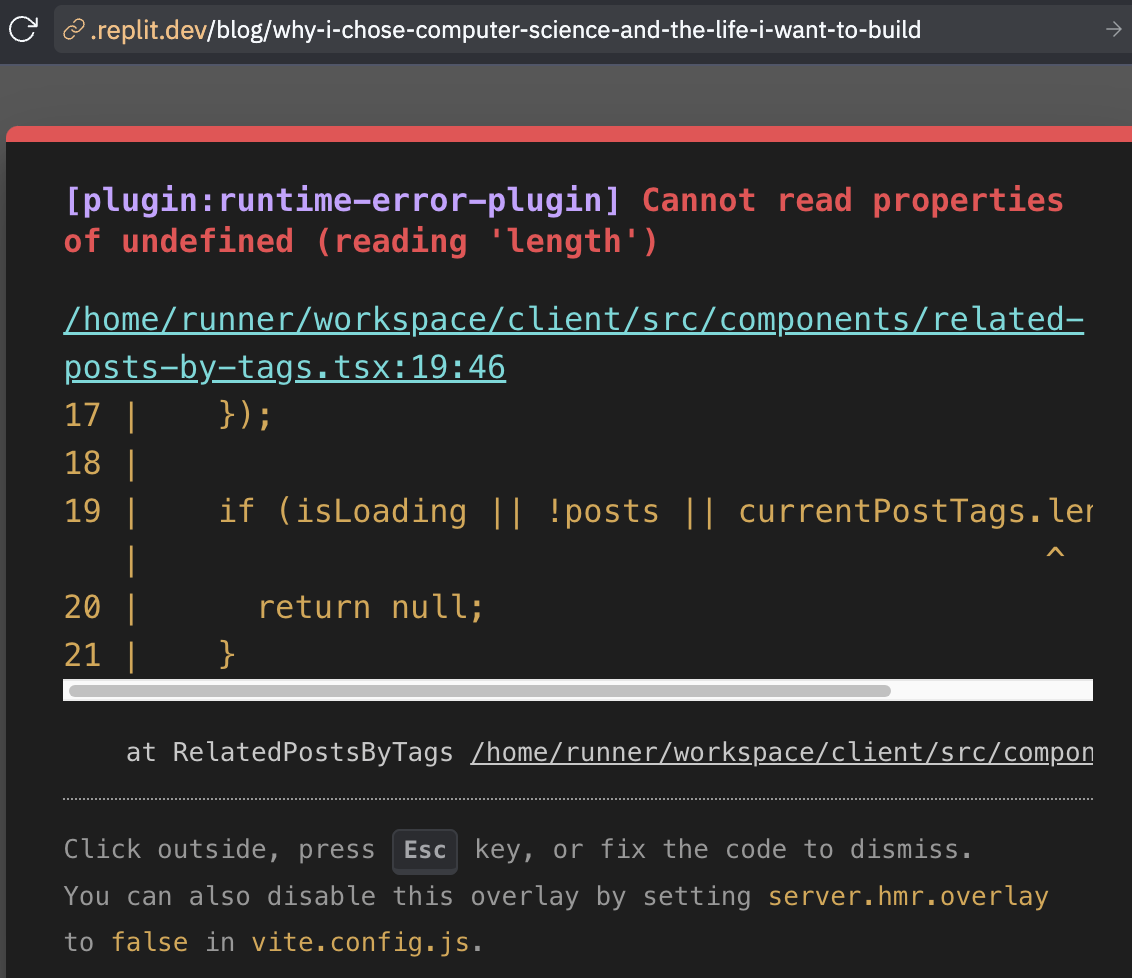 .replit.dev/blog/why-i-chose-computer-science-and-the-life-i-want-to-build
[plugin:runtime-error-plugin] Cannot read properties
of undefined (reading 'length')
/home/runner/workspace/client/src/components/related-
posts-by-tags.tsx:19:46
17 |    });
18 |
19 |    if (isLoading || !posts || currentPostTags.len
   |                                               ^
20 |      return null;
21 |    }
at RelatedPostsByTags /home/runner/workspace/client/src/compon
Click outside, press Esc key, or fix the code to dismiss.
You can also disable this overlay by setting server.hmr.overlay
to false in vite.config.js.